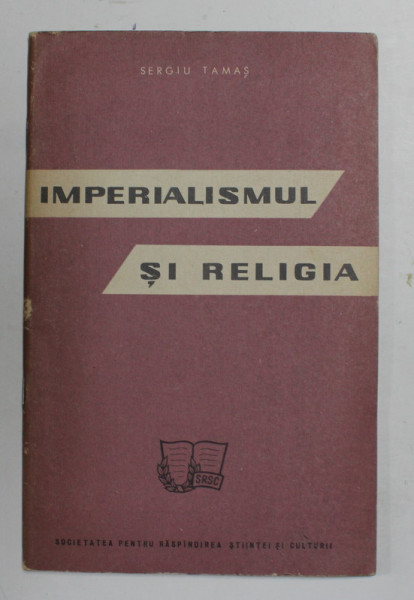 SERGIU TAMAȘ
IMPERIALISMUL
ȘI RELIGIA
SRSC
SOCIETATEA PENTRU RĂSPÎNDIREA ȘTIINȚEI ȘI CULTURII